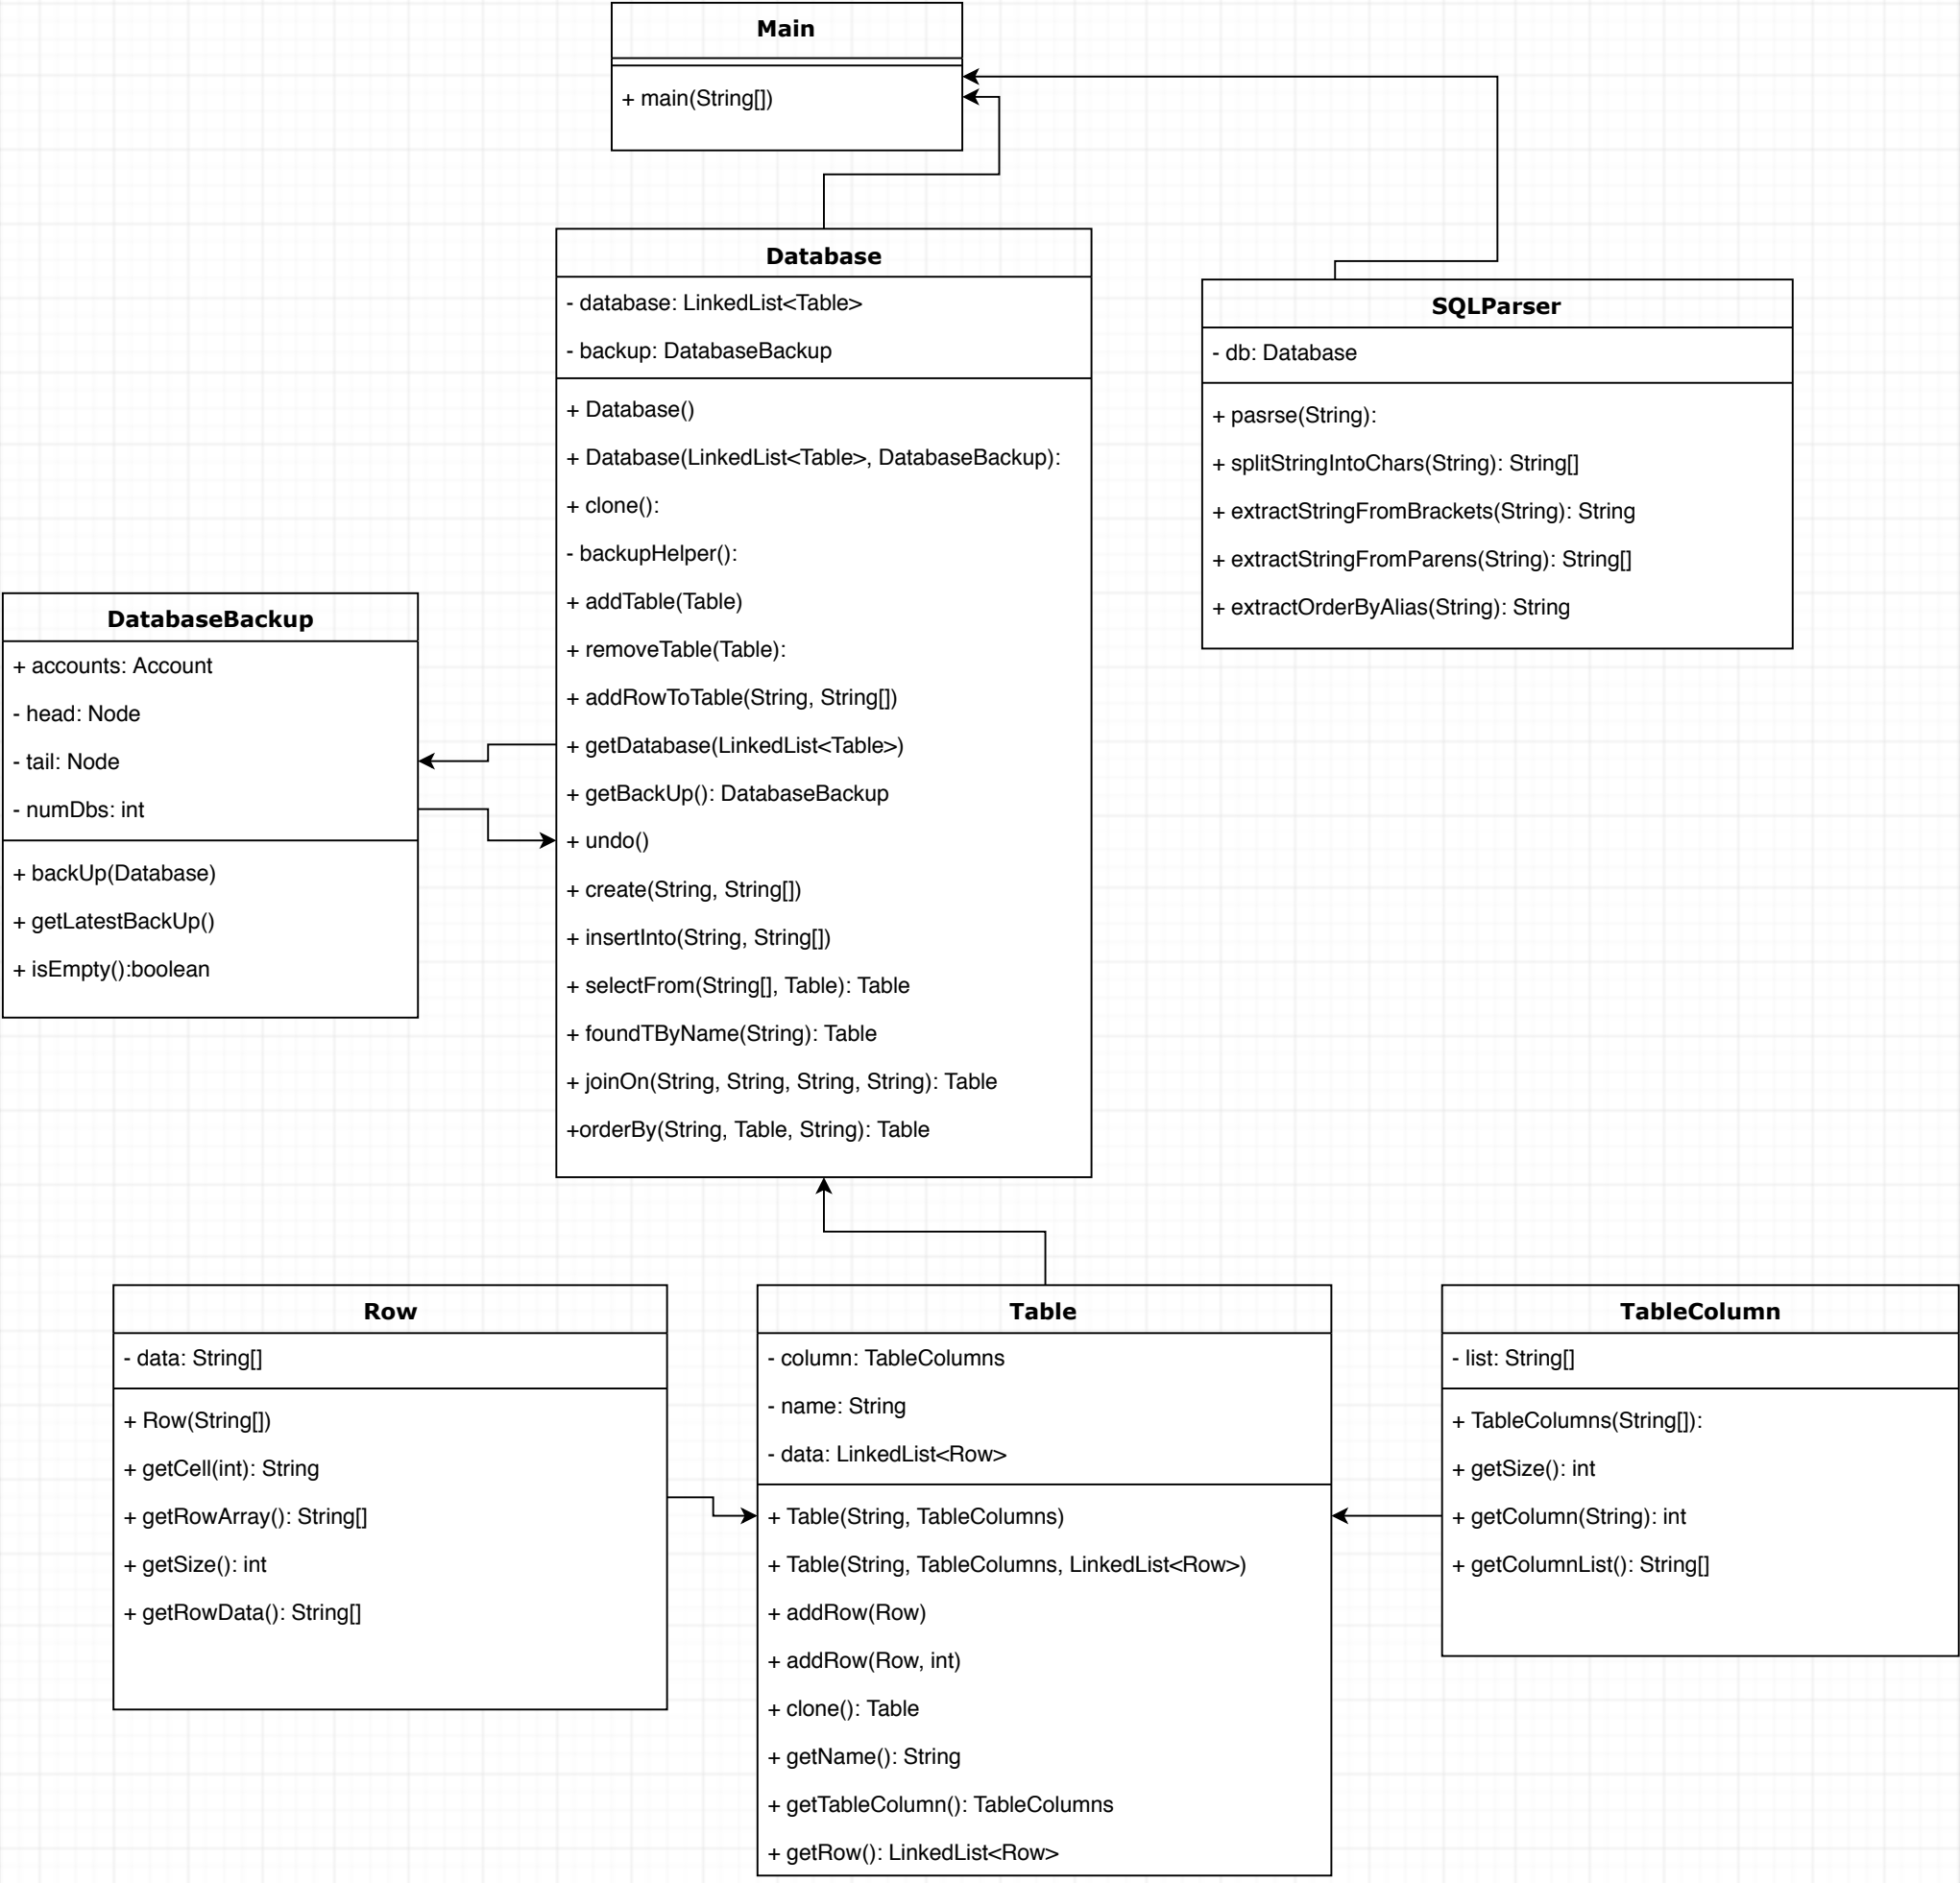 Main
+ main(String[])
Database
- database: LinkedList<Table>
- backup: DatabaseBackup
+ Database()
+ Database(LinkedList<Table>, DatabaseBackup):
+ clone():
- backupHelper():
+ addTable(Table)
+ removeTable(Table):
+ addRowToTable(String, String[])
+ getDatabase(LinkedList<Table>)
+ getBackUp(): DatabaseBackup
+ undo()
+ create(String, String[])
+ insertInto(String, String[])
+ selectFrom(String[], Table): Table
+ foundTByName(String): Table
+ joinOn(String, String, String, String): Table
+orderBy(String, Table, String): Table
SQLParser
- db: Database
+ pasrse(String):
+ splitStringIntoChars(String): String[]
+ extractStringFromBrackets(String): String
+ extractStringFromParens(String): String[]
+ extractOrderByAlias(String): String
DatabaseBackup
+ accounts: Account
- head: Node
- tail: Node
- numDbs: int
+ backUp(Database)
+ getLatestBackUp()
+ isEmpty():boolean
Row
- data: String[]
+ Row(String[])
+ getCell(int): String
+ getRowArray(): String[]
+ getSize(): int
+ getRowData(): String[]
Table
- column: TableColumns
- name: String
- data: LinkedList<Row>
+ Table(String, TableColumns)
+ Table(String, TableColumns, LinkedList<Row>)
+ addRow(Row)
+ addRow(Row, int)
+ clone(): Table
+ getName(): String
+ getTableColumn(): TableColumns
+ getRow(): LinkedList<Row>
TableColumn
- list: String[]
+ TableColumns(String[]):
+ getSize(): int
+ getColumn(String): int
+ getColumnList(): String[]